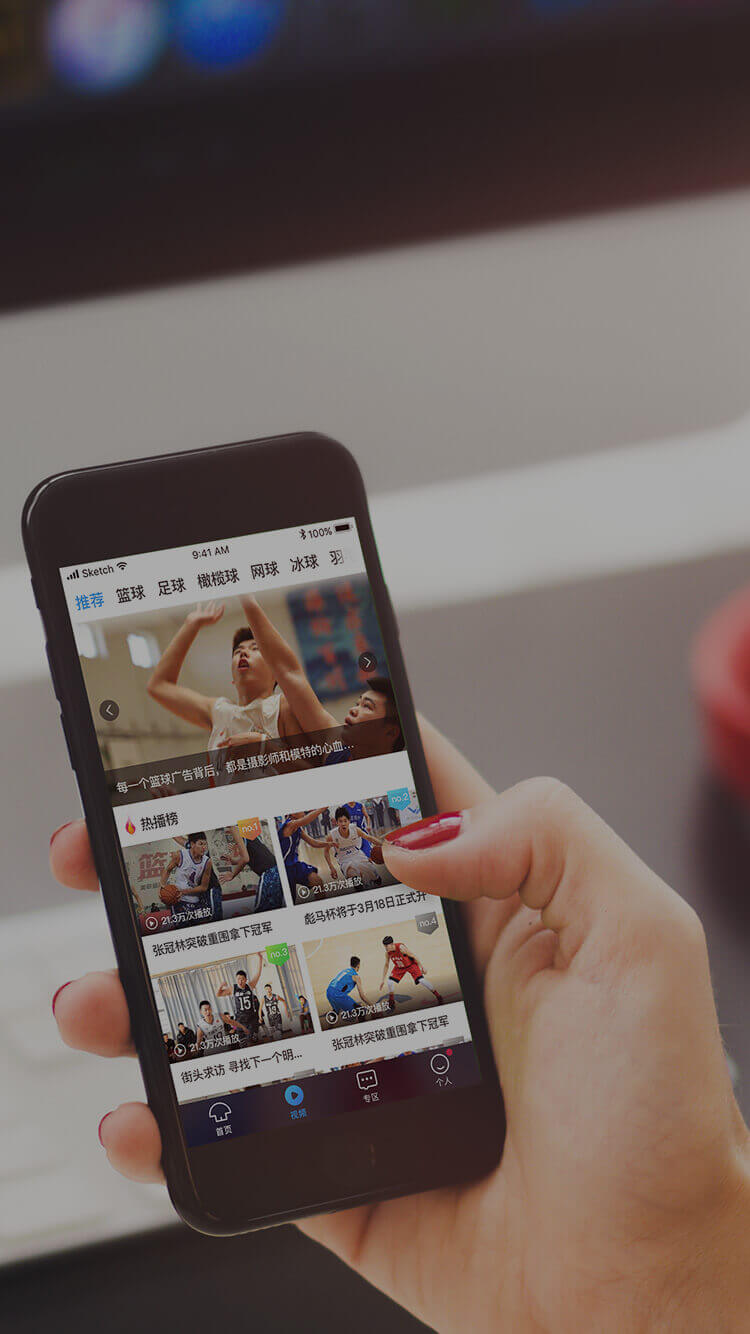 Sketch 9:41 AM 100%
推荐 篮球 足球 橄榄球 网球 冰球 羽
每一个篮球广告背后，都是摄影师和模特的心血...
热播榜
no.1 no.2
21.3万次播放 21.3万次播放
张冠林突破重围拿下冠军 彪马杯将于3月18日正式升
no.3 no.4
15
21.3万次播放 21.3万次播放
街头求访 寻找下一个明... 张冠林突破重围拿下冠军
首页 视频 专区 个人